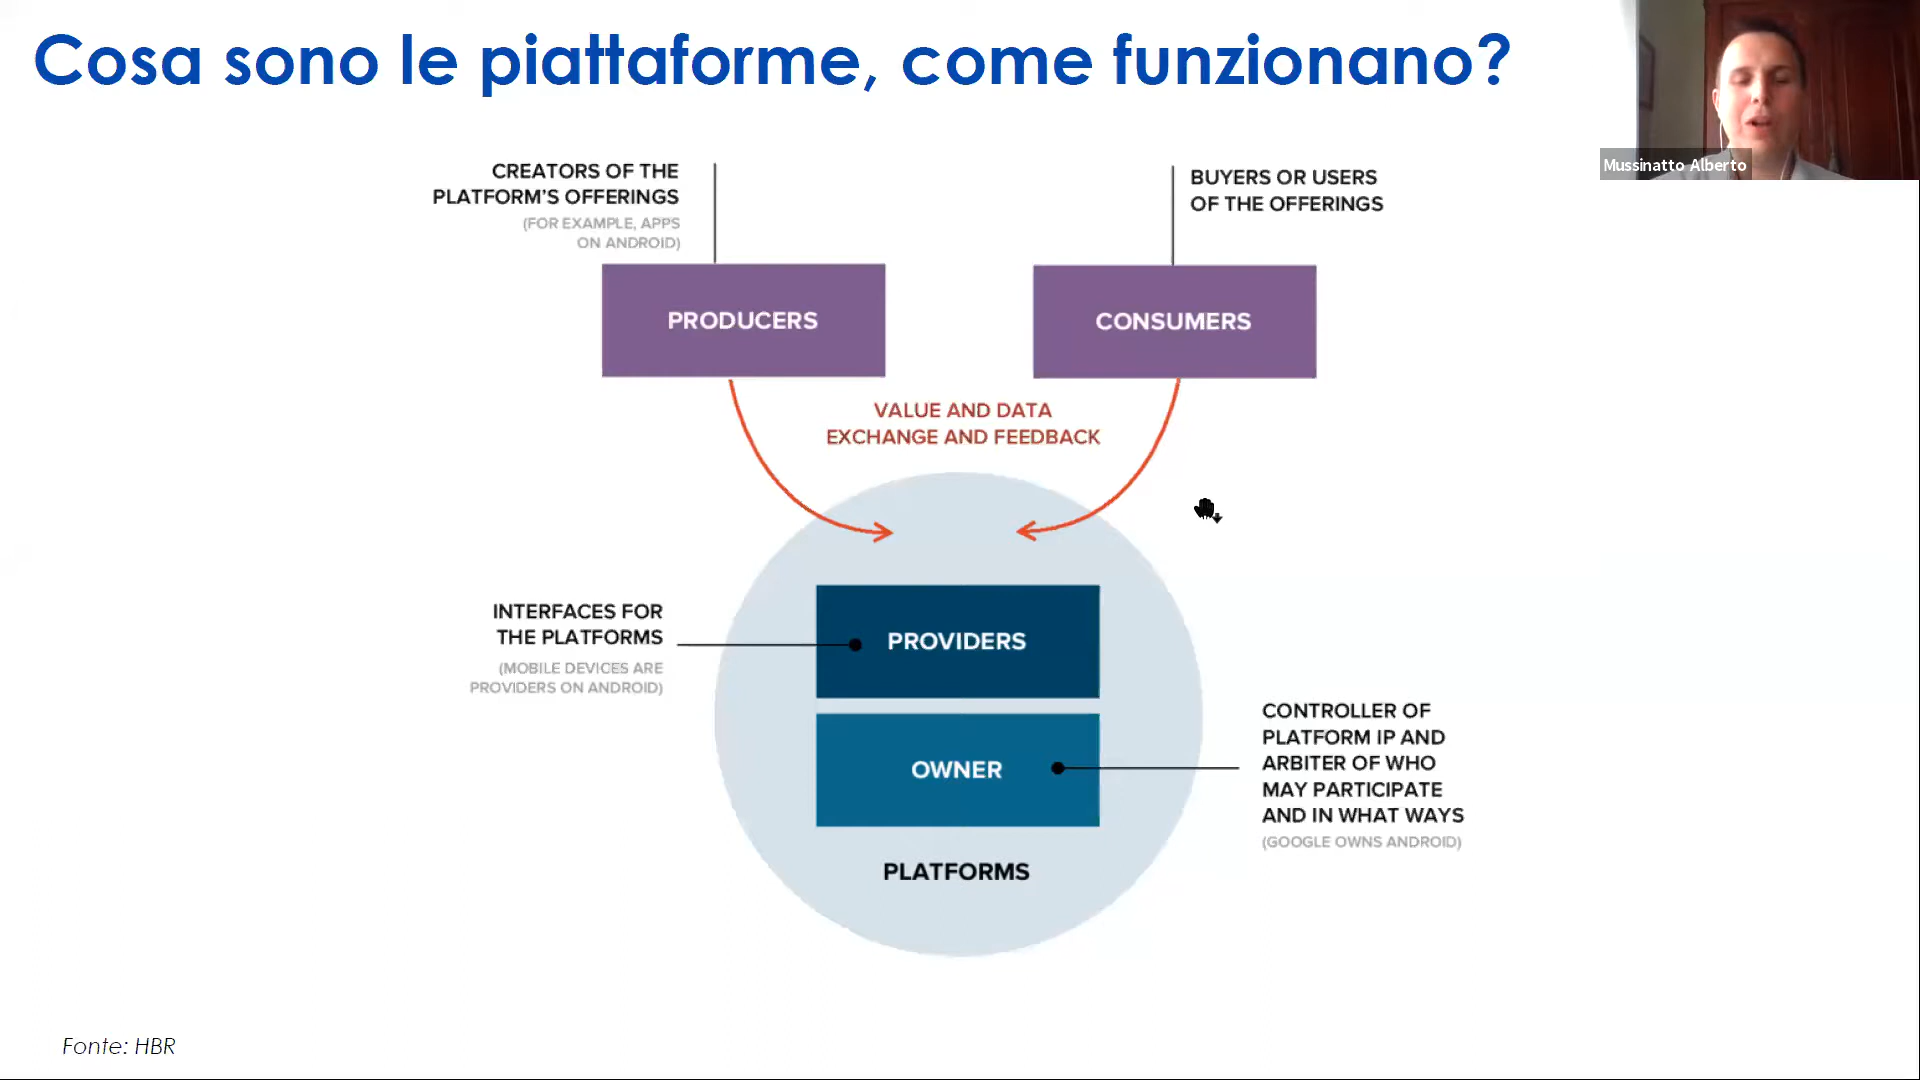 Cosa sono le piattaforme, come funzionano?
Mussinatto Alberto
CREATORS OF THE
PLATFORM'S OFFERINGS
(FOR EXAMPLE, APPS
ON ANDROID)
BUYERS OR USERS
OF THE OFFERINGS
PRODUCERS
CONSUMERS
VALUE AND DATA
EXCHANGE AND FEEDBACK
INTERFACES FOR
THE PLATFORMS
(MOBILE DEVICES ARE
PROVIDERS ON ANDROID)
PROVIDERS
OWNER
CONTROLLER OF
PLATFORM IP AND
ARBITER OF WHO
MAY PARTICIPATE
AND IN WHAT WAYS
(GOOGLE OWNS ANDROID)
PLATFORMS
Fonte: HBR